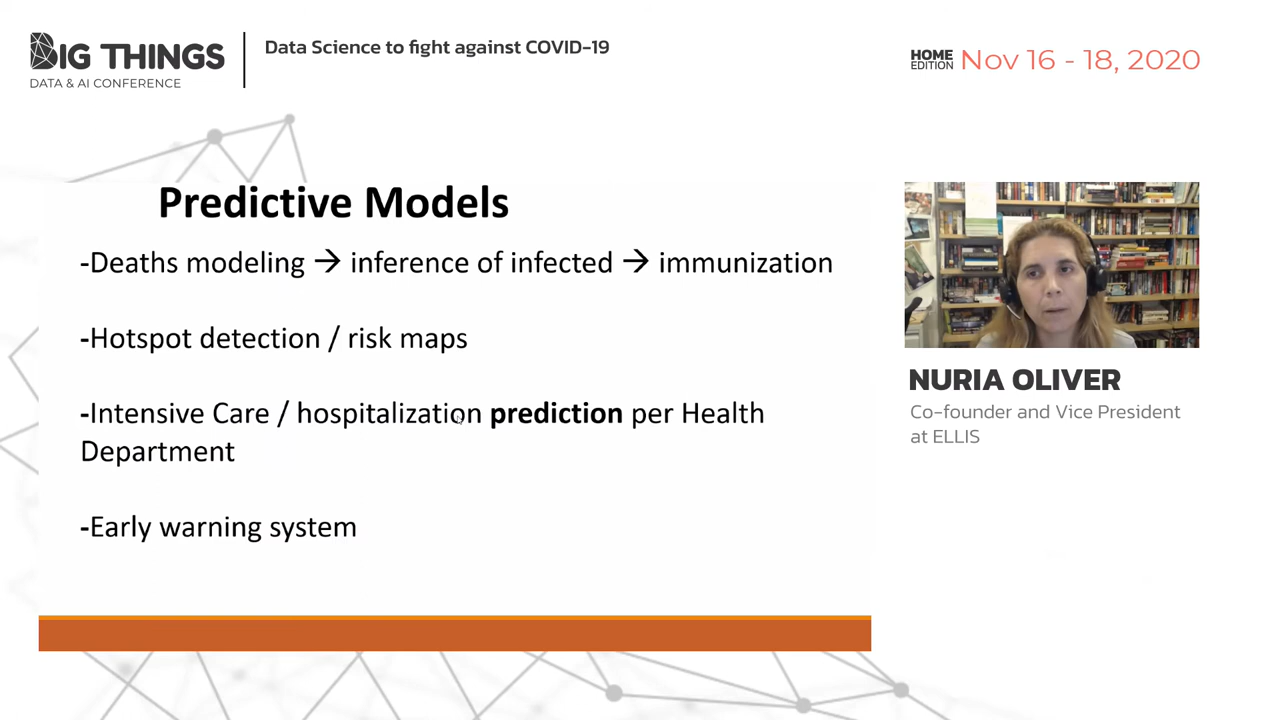 BIG THINGS
DATA & AI CONFERENCE
Data Science to fight against COVID-19
HOME
EDITION
Nov 16 - 18, 2020
Predictive Models
-Deaths modeling → inference of infected → immunization
-Hotspot detection / risk maps
-Intensive Care / hospitalization prediction per Health
Department
-Early warning system
NURIA OLIVER
Co-founder and Vice President
at ELLIS